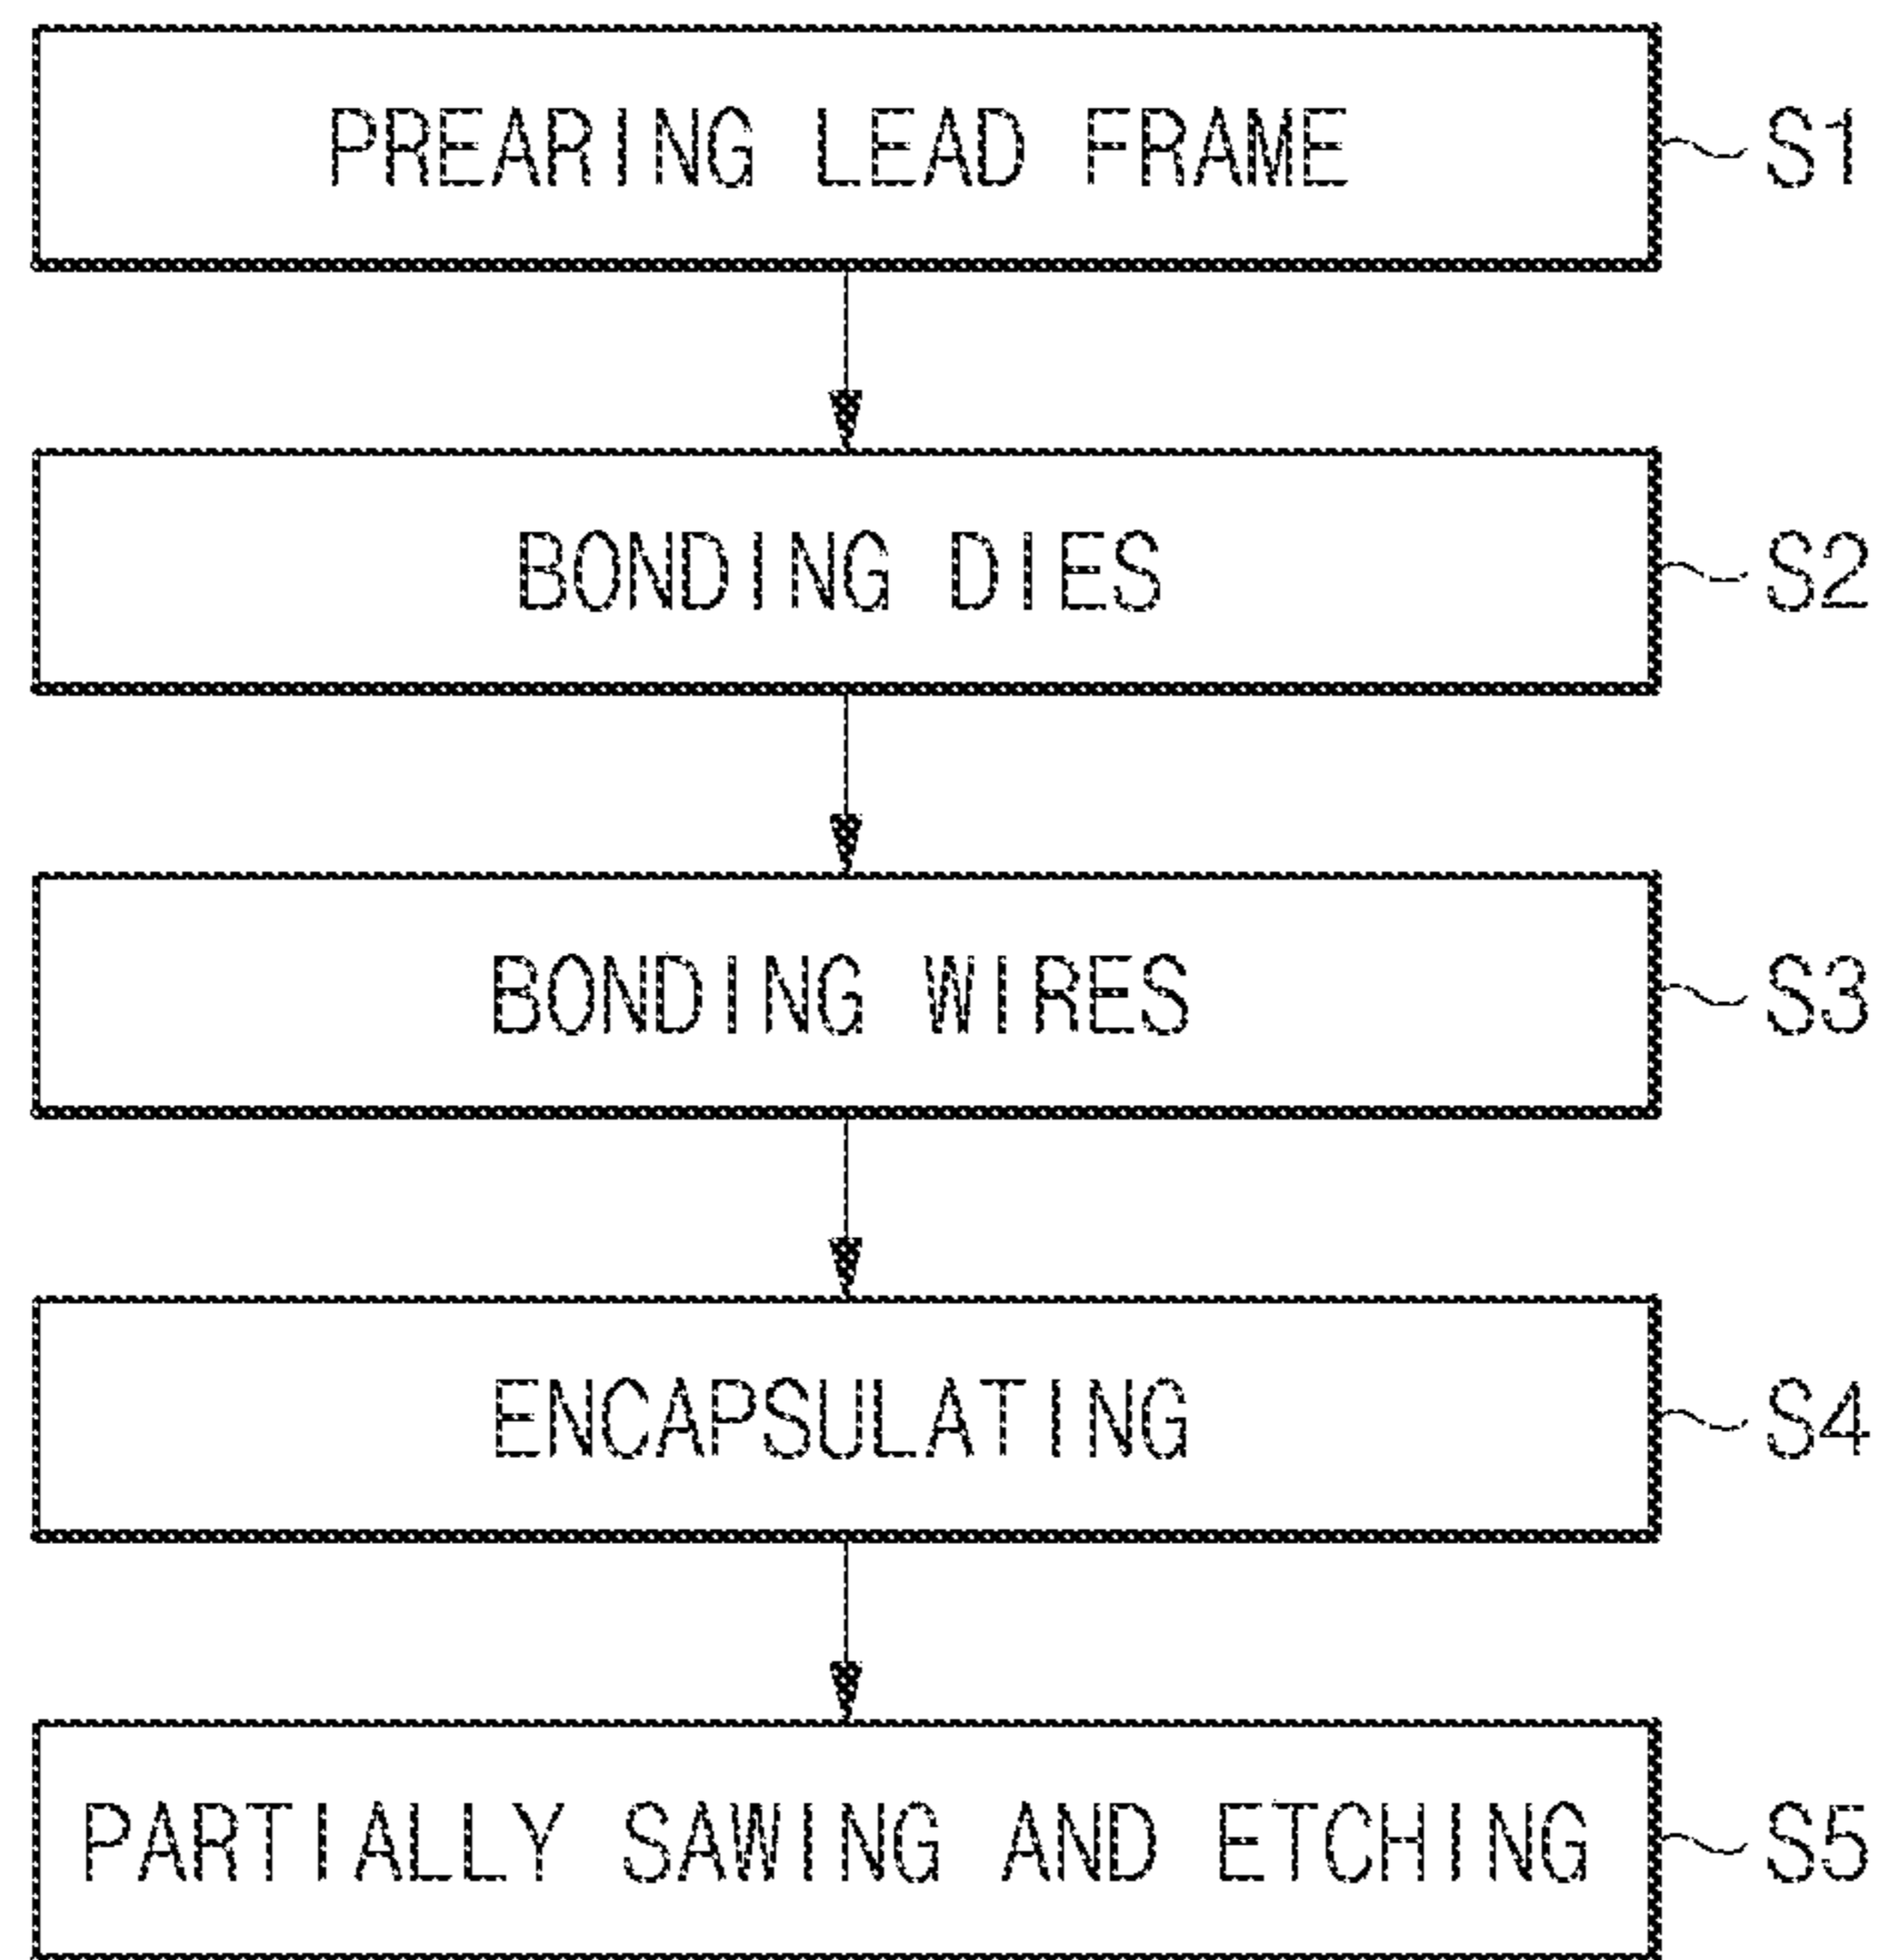 PREARING LEAD FRAME S1
BONDING DIES S2
BONDING WIRES S3
ENCAPSULATING S4
PARTIALLY SAWING AND ETCHING S5